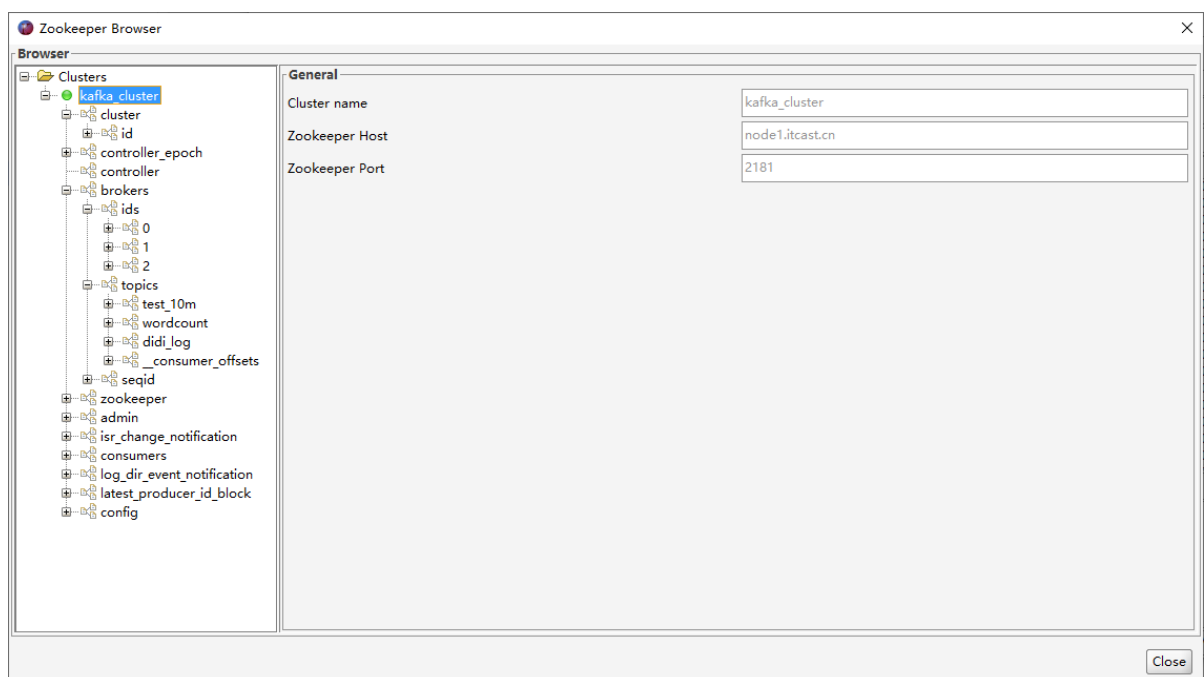 Zookeeper Browser
Browser
Clusters
kafka_cluster
cluster
id
controller_epoch
controller
brokers
ids
0
1
2
topics
test_10m
wordcount
didi_log
__consumer_offsets
seqid
zookeeper
admin
isr_change_notification
consumers
log_dir_event_notification
latest_producer_id_block
config
General
Cluster name kafka_cluster
Zookeeper Host node1.itcast.cn
Zookeeper Port 2181
Close